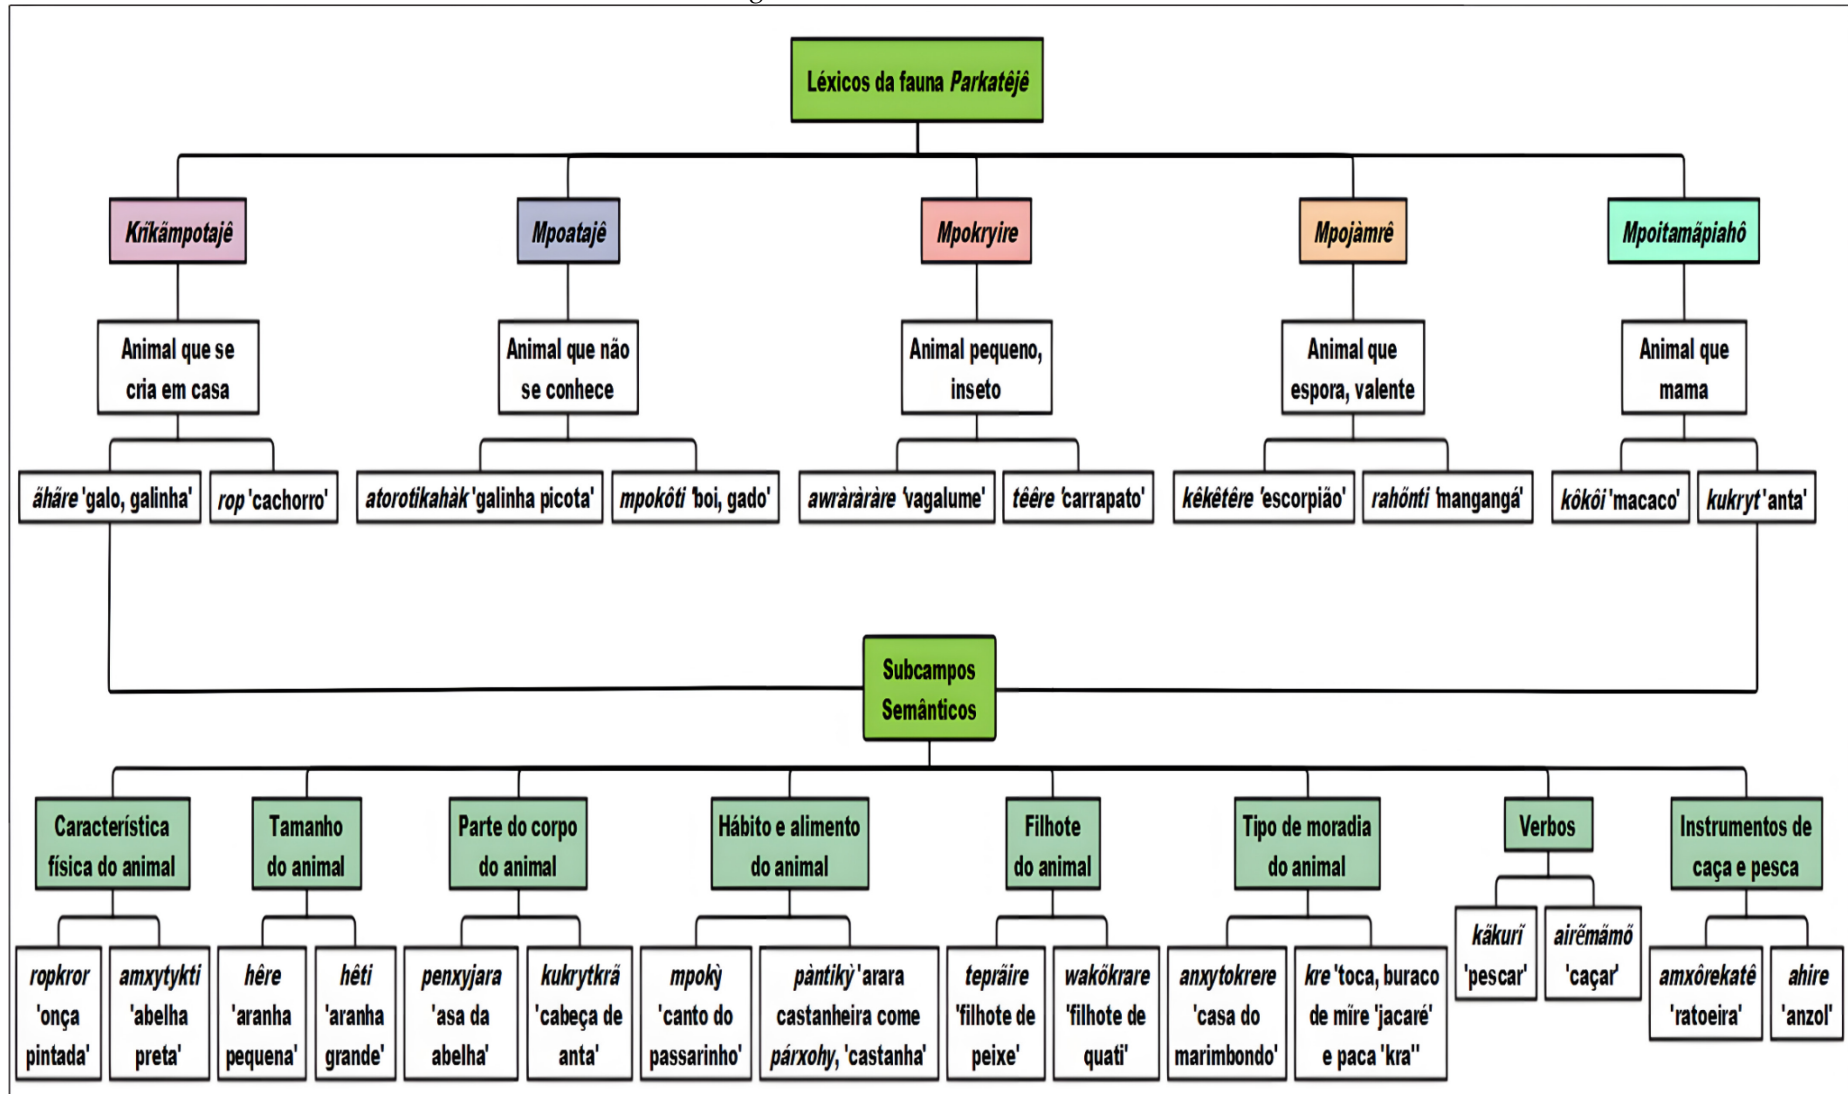 Léxicos da fauna Parkatêjê
Krĩkãmpotajê
Mpoatajê
Mpokryire
Mpojàmrê
Mpoitamãpiahô
Animal que se
cria em casa
Animal que não
se conhece
Animal pequeno,
inseto
Animal que
espora, valente
Animal que
mama
ãhãre 'galo, galinha'
rop 'cachorro'
atorotikahàk 'galinha picota'
mpokôti 'boi, gado'
awràràràre 'vagalume'
têêre 'carrapato'
kêkêtêre 'escorpião'
rahõnti 'mangangá'
kôkôi 'macaco'
kukryt 'anta'
Subcampos
Semânticos
Característica
física do animal
Tamanho
do animal
Parte do corpo
do animal
Hábito e alimento
do animal
Filhote
do animal
Tipo de moradia
do animal
Verbos
Instrumentos de
caça e pesca
ropkror
'onça
pintada'
amxytykti
'abelha
preta'
hêre
'aranha
pequena'
hêti
'aranha
grande'
penxyjara
'asa da
abelha'
kukrytkrã
'cabeça de
anta'
mpokỳ
'canto do
passarinho'
pàntikỳ 'arara
castanheira come
párxohy, 'castanha'
teprãire
'filhote de
peixe'
wakõkrare
'filhote de
quati'
anxytokrere
'casa do
marimbondo'
kre 'toca, buraco
de mĩre 'jacaré'
e paca 'kra''
kãkurĩ
'pescar'
airẽmãmõ
'caçar'
amxôrekatê
'ratoeira'
ahire
'anzol'